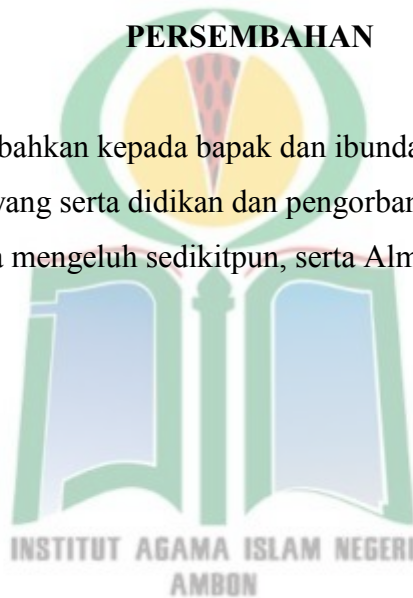 PERSEMBAHAN
bahkan kepada bapak dan ibunda
yang serta didikan dan pengorban
mengeluh sedikitpun, serta Alm
INSTITUT AGAMA ISLAM NEGERI
AMBON